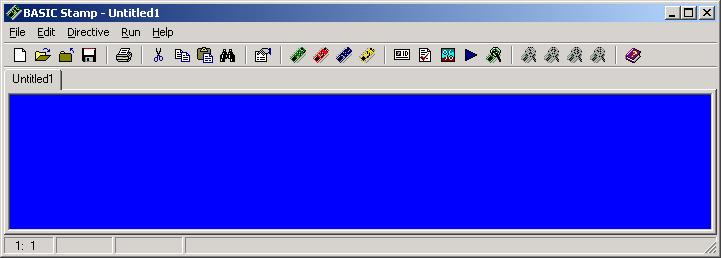 BASIC Stamp - Untitled1
File Edit Directive Run Help
Untitled1
1: 1